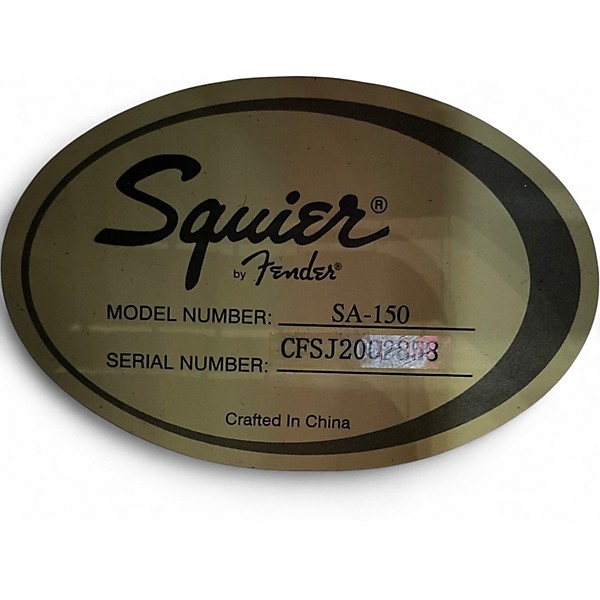 Squier®
by Fender®
MODEL NUMBER: SA-150
SERIAL NUMBER:
Crafted In China